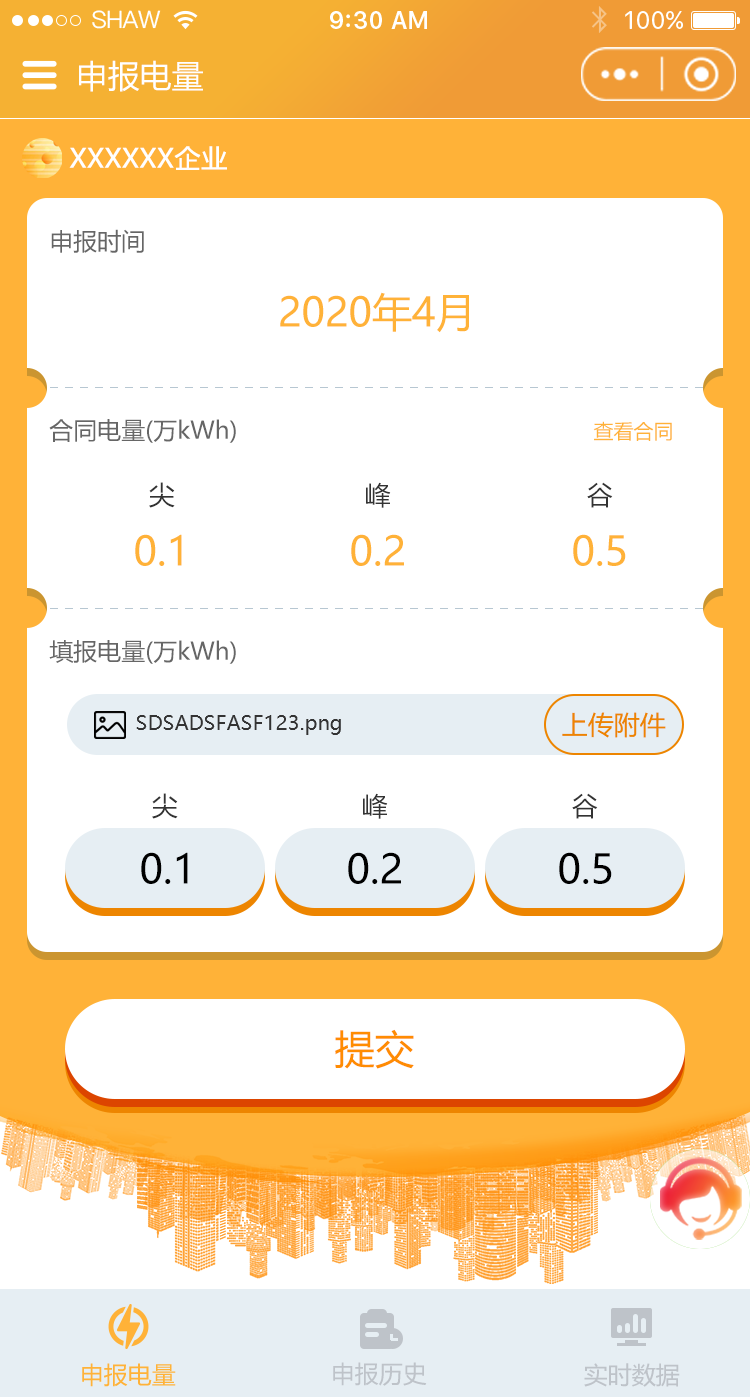 SHAW 9:30 AM 100%
申报电量
XXXXXX企业
申报时间
2020年4月
合同电量(万kWh) 查看合同
尖 峰 谷
0.1 0.2 0.5
填报电量(万kWh)
SDSADSFASF123.png 上传附件
尖 峰 谷
0.1 0.2 0.5
提交
申报电量 申报历史 实时数据